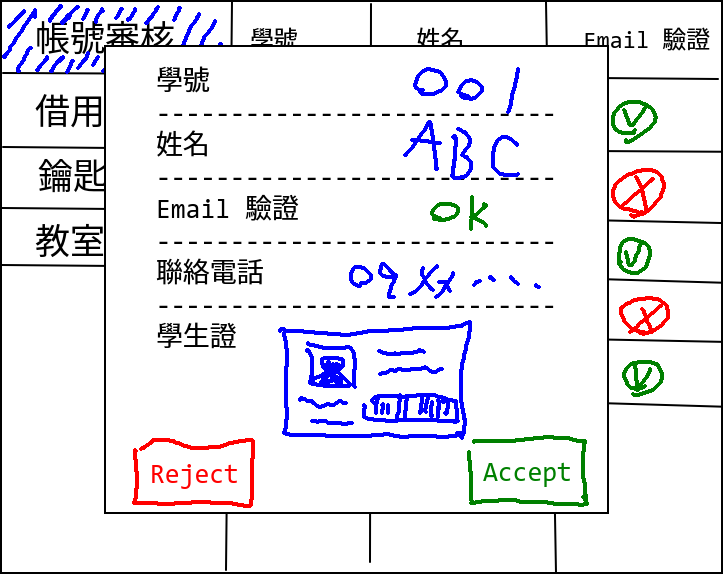 帳號審核 學號 姓名 Email 驗證
借用
鑰匙
教室
學號 001
姓名 ABC
Email 驗證 ok
聯絡電話 09xx....
學生證
Reject Accept